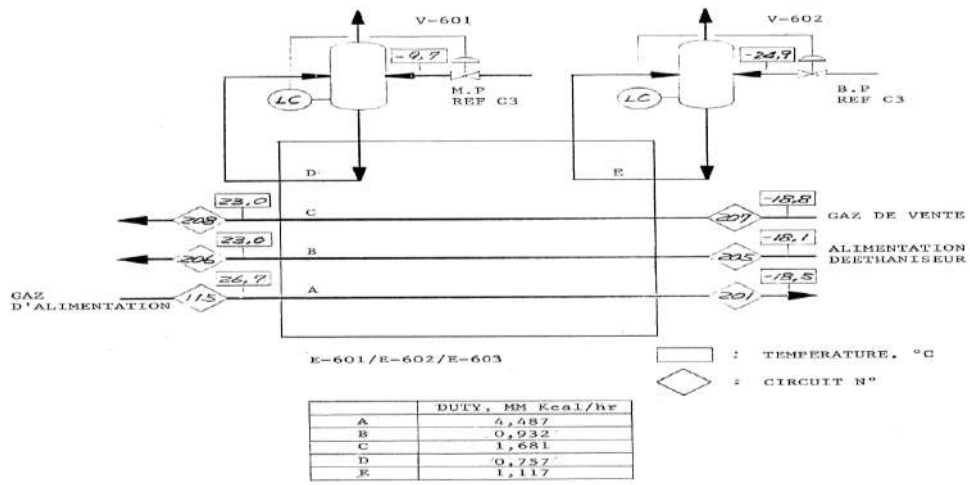 V-601
V-602
-9,7
-24,9
LC
M.P
REF C3
LC
B.P
REF C3
D
E
208
23,0
C
207
-18,8
GAZ DE VENTE
206
23,0
B
205
-18,1
ALIMENTATION
DEETHANISEUR
GAZ
D'ALIMENTATION
115
26,7
A
201
-18,5
E-601/E-602/E-603
: TEMPERATURE. °C
: CIRCUIT N°
DUTY, MM Kcal/hr
A 4,487
B 0,932
C 1,681
D 0,757
E 1,117